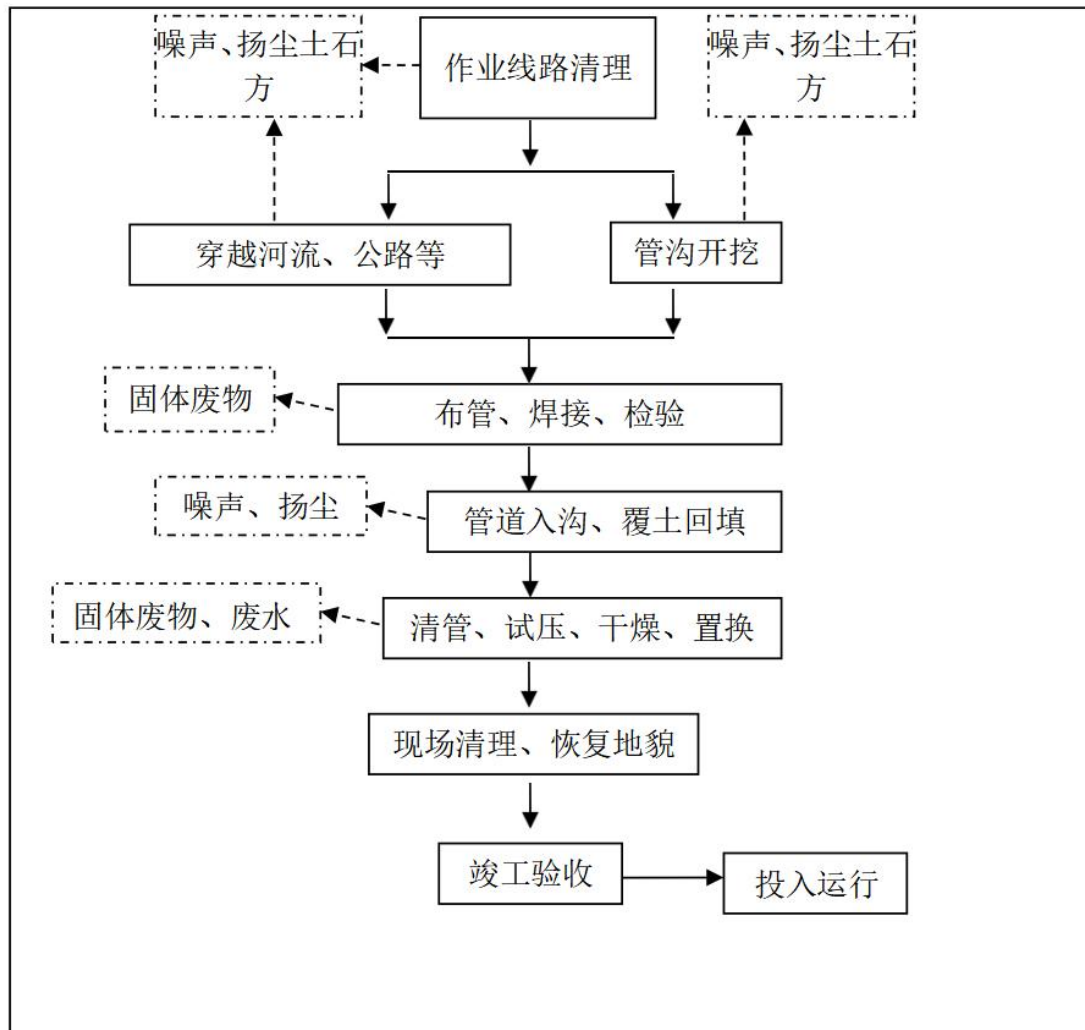 噪声、扬尘土石
方
作业线路清理
噪声、扬尘土石
方
穿越河流、公路等
管沟开挖
固体废物
布管、焊接、检验
噪声、扬尘
管道入沟、覆土回填
固体废物、废水
清管、试压、干燥、置换
现场清理、恢复地貌
竣工验收
投入运行